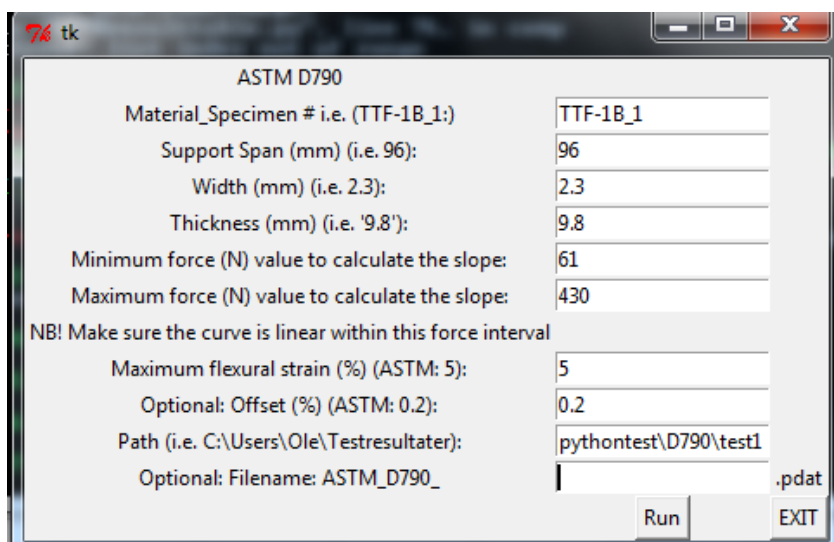 tk
ASTM D790
Material_Specimen # i.e. (TTF-1B_1:) TTF-1B_1
Support Span (mm) (i.e. 96): 96
Width (mm) (i.e. 2.3): 2.3
Thickness (mm) (i.e. '9.8'): 9.8
Minimum force (N) value to calculate the slope: 61
Maximum force (N) value to calculate the slope: 430
NB! Make sure the curve is linear within this force interval
Maximum flexural strain (%) (ASTM: 5): 5
Optional: Offset (%) (ASTM: 0.2): 0.2
Path (i.e. C:\Users\Ole\Testresultater): pythontest\D790\test1
Optional: Filename: ASTM_D790_ .pdat
Run EXIT